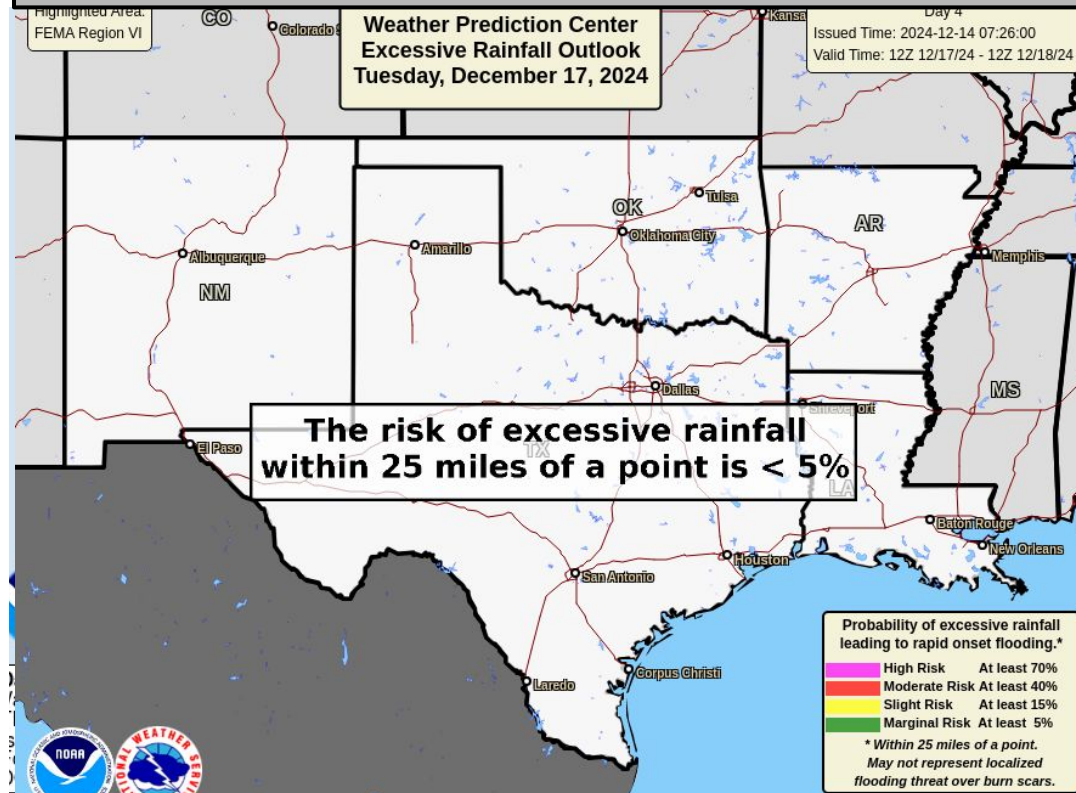 Highlighted Area:
FEMA Region VI
Weather Prediction Center
Excessive Rainfall Outlook
Tuesday, December 17, 2024
Day 4
Issued Time: 2024-12-14 07:26:00
Valid Time: 12Z 12/17/24 - 12Z 12/18/24
CO
Colorado
Kansa
Tulsa
OK
Oklahoma City
AR
Amarillo
Albuquerque
Memphis
NM
Dallas
MS
Shreveport
The risk of excessive rainfall
within 25 miles of a point is < 5%
El Paso
TX
LA
Baton Rouge
New Orleans
Houston
San Antonio
Corpus Christi
Laredo
Probability of excessive rainfall
leading to rapid onset flooding.*
High Risk At least 70%
Moderate Risk At least 40%
Slight Risk At least 15%
Marginal Risk At least 5%
* Within 25 miles of a point.
May not represent localized
flooding threat over burn scars.
NOAA
WEATHER